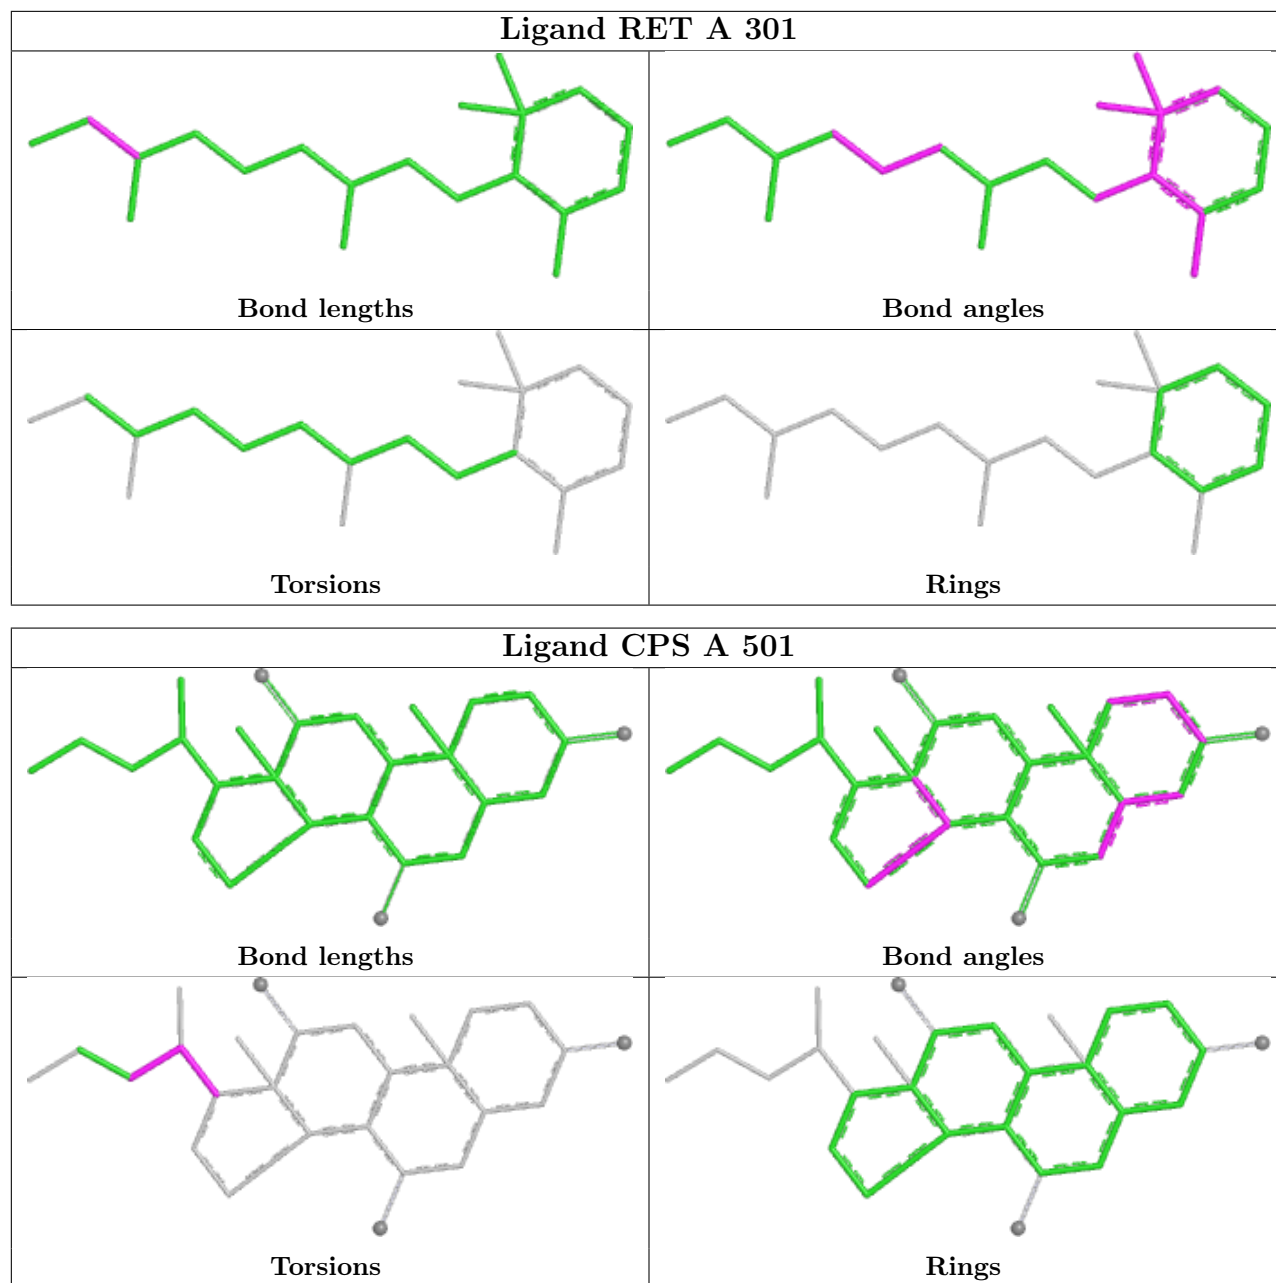 Ligand RET A 301
Bond lengths
Bond angles
Torsions
Rings
Ligand CPS A 501
Bond lengths
Bond angles
Torsions
Rings